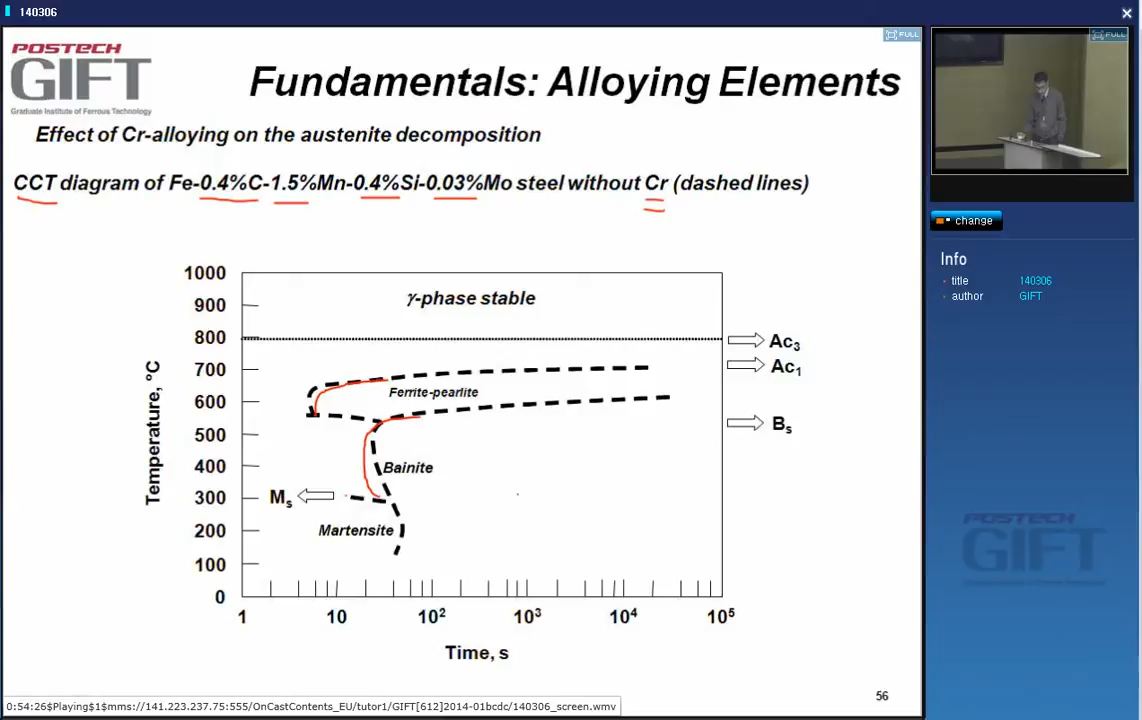 140306
FULL
FULL
POSTECH
GIFT
Graduate Institute of Ferrous Technology
Fundamentals: Alloying Elements
Effect of Cr-alloying on the austenite decomposition
CCT diagram of Fe-0.4%C-1.5%Mn-0.4%Si-0.03%Mo steel without Cr (dashed lines)
change
Info
title 140306
author GIFT
1000
900
800
700
600
500
400
300
200
100
0
Temperature, °C
γ-phase stable
Ac3
Ac1
Ferrite-pearlite
Bs
Bainite
Ms
Martensite
1 10 10² 10³ 10⁴ 10⁵
Time, s
POSTECH
GIFT
56
0:54:26$Playing$1$mms://141.223.237.75:555/OnCastContents_EU/tutor1/GIFT[612]2014-01bcdc/140306_screen.wmv